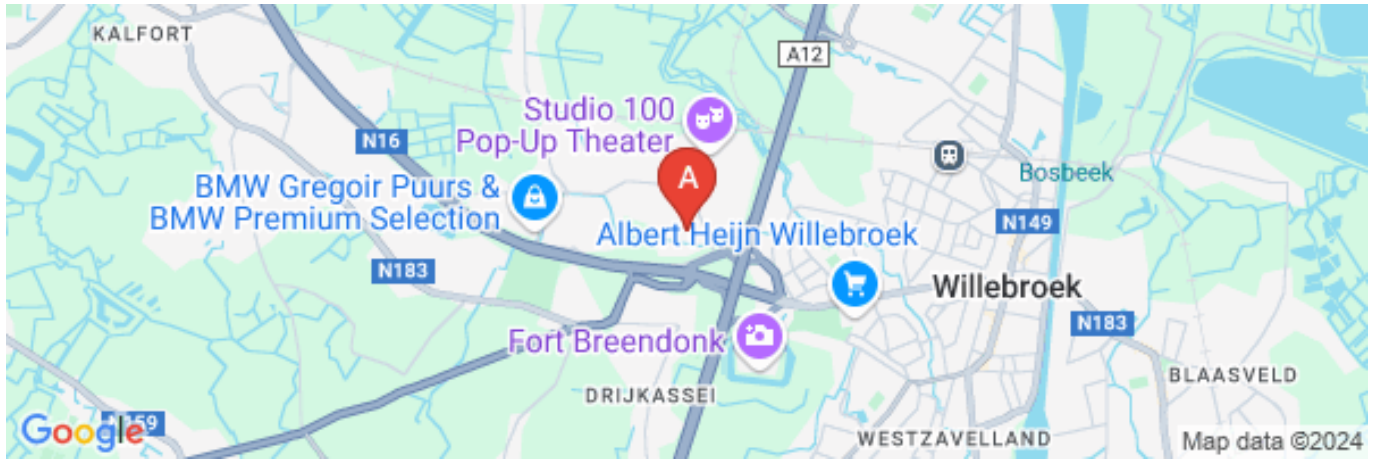 KALFORT
A12
Studio 100
Pop-Up Theater
N16
A
Bosbeek
BMW Gregoir Puurs &
BMW Premium Selection
N149
Albert Heijn Willebroek
N183
Willebroek
N183
Fort Breendonk
BLAASVELD
DRIJKASSEI
Google
WESTZAVELLAND
Map data ©2024